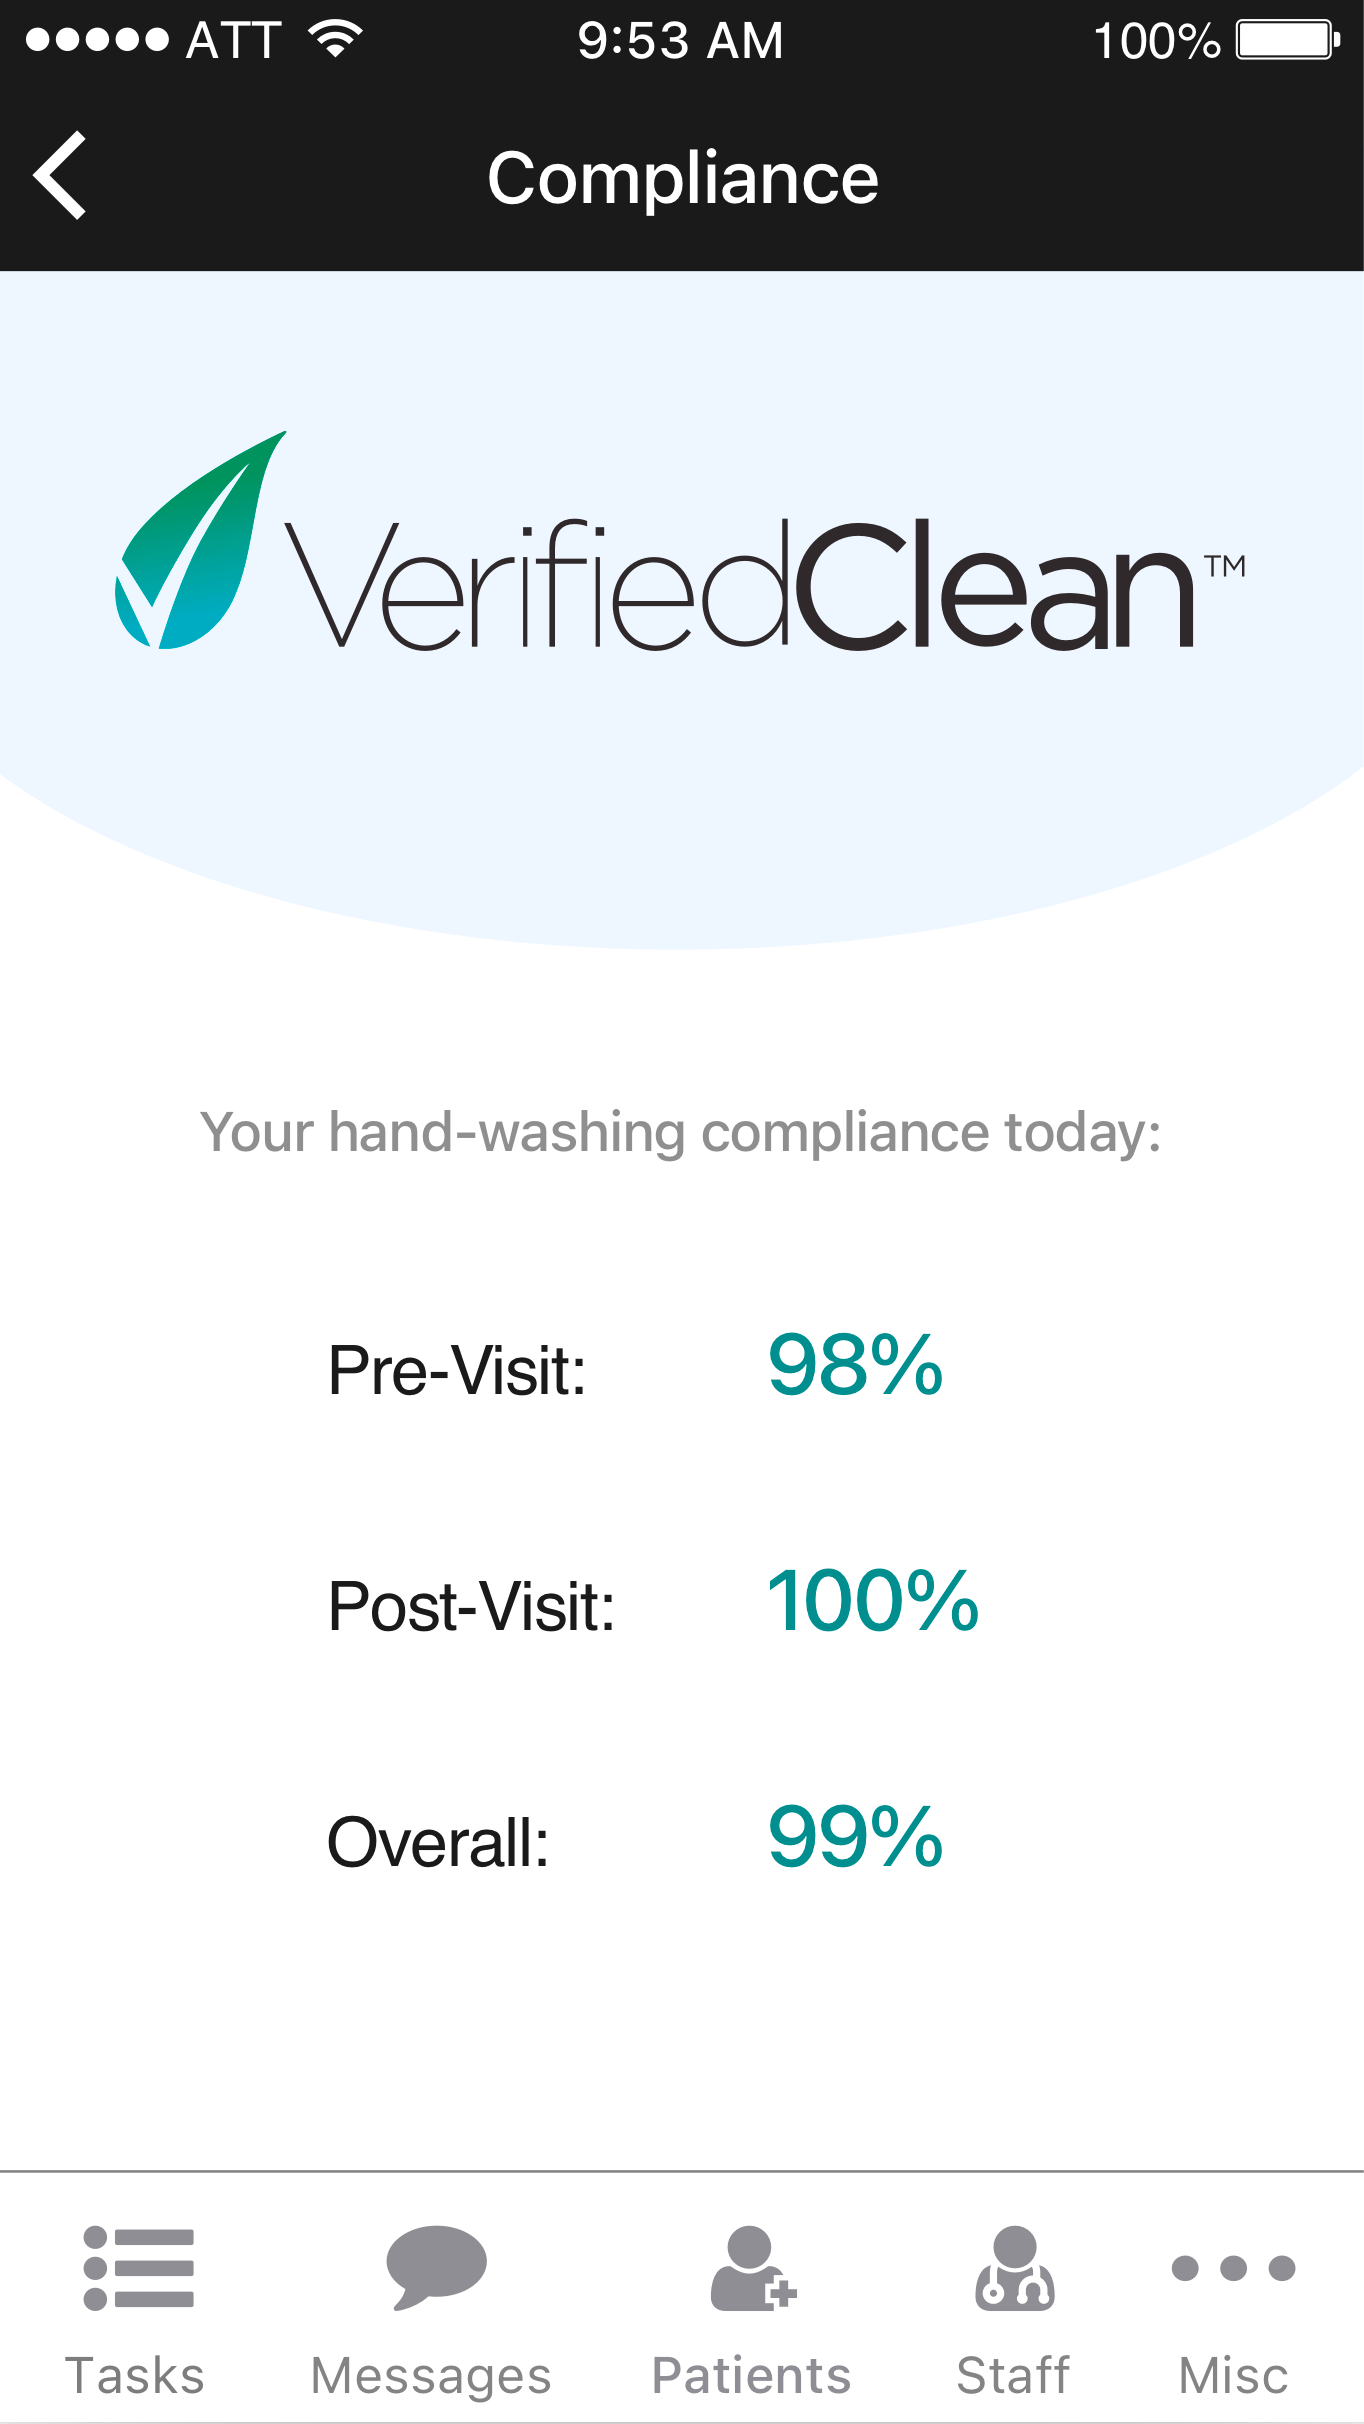 ATT 9:53 AM 100%
Compliance
VerifiedClean™
Your hand-washing compliance today:
Pre-Visit: 98%
Post-Visit: 100%
Overall: 99%
Tasks Messages Patients Staff Misc